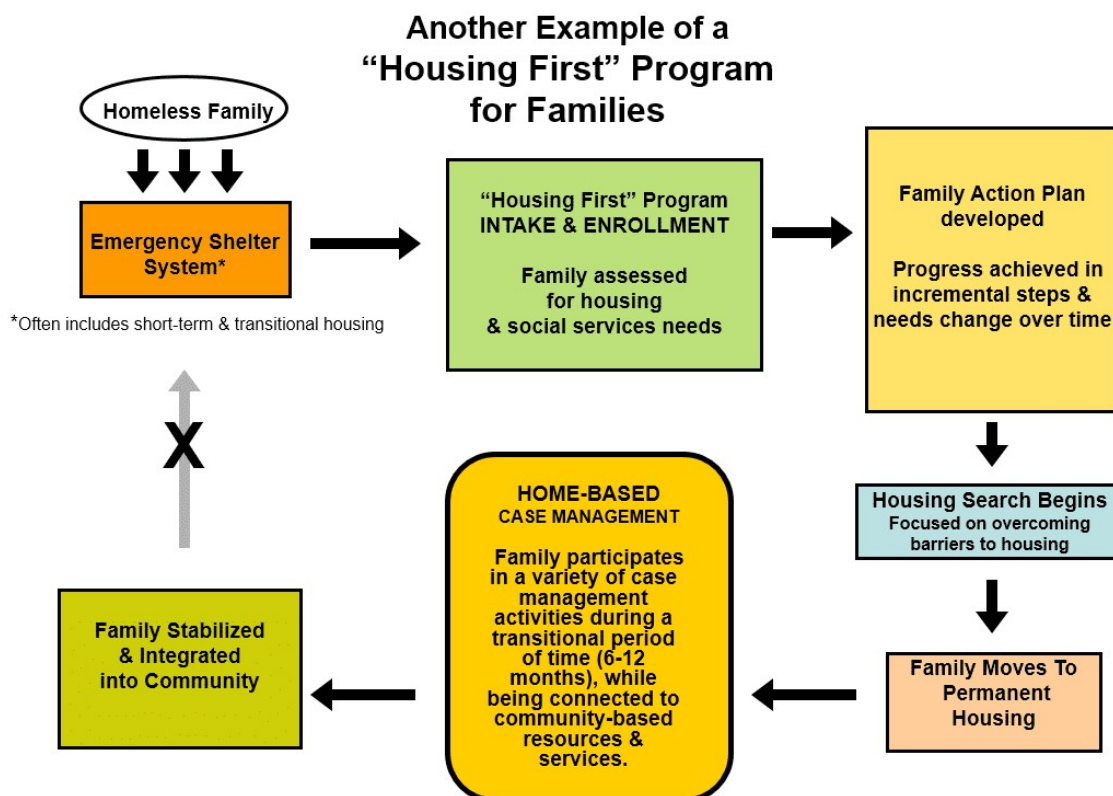 Another Example of a
“Housing First” Program
for Families
Homeless Family
Emergency Shelter
System*
*Often includes short-term & transitional housing
“Housing First” Program
INTAKE & ENROLLMENT
Family assessed
for housing
& social services needs
Family Action Plan
developed
Progress achieved in
incremental steps &
needs change over time
Housing Search Begins
Focused on overcoming
barriers to housing
Family Moves To
Permanent
Housing
HOME-BASED
CASE MANAGEMENT
Family participates
in a variety of case
management
activities during a
transitional period
of time (6-12
months), while
being connected to
community-based
resources &
services.
Family Stabilized
& Integrated
into Community
X